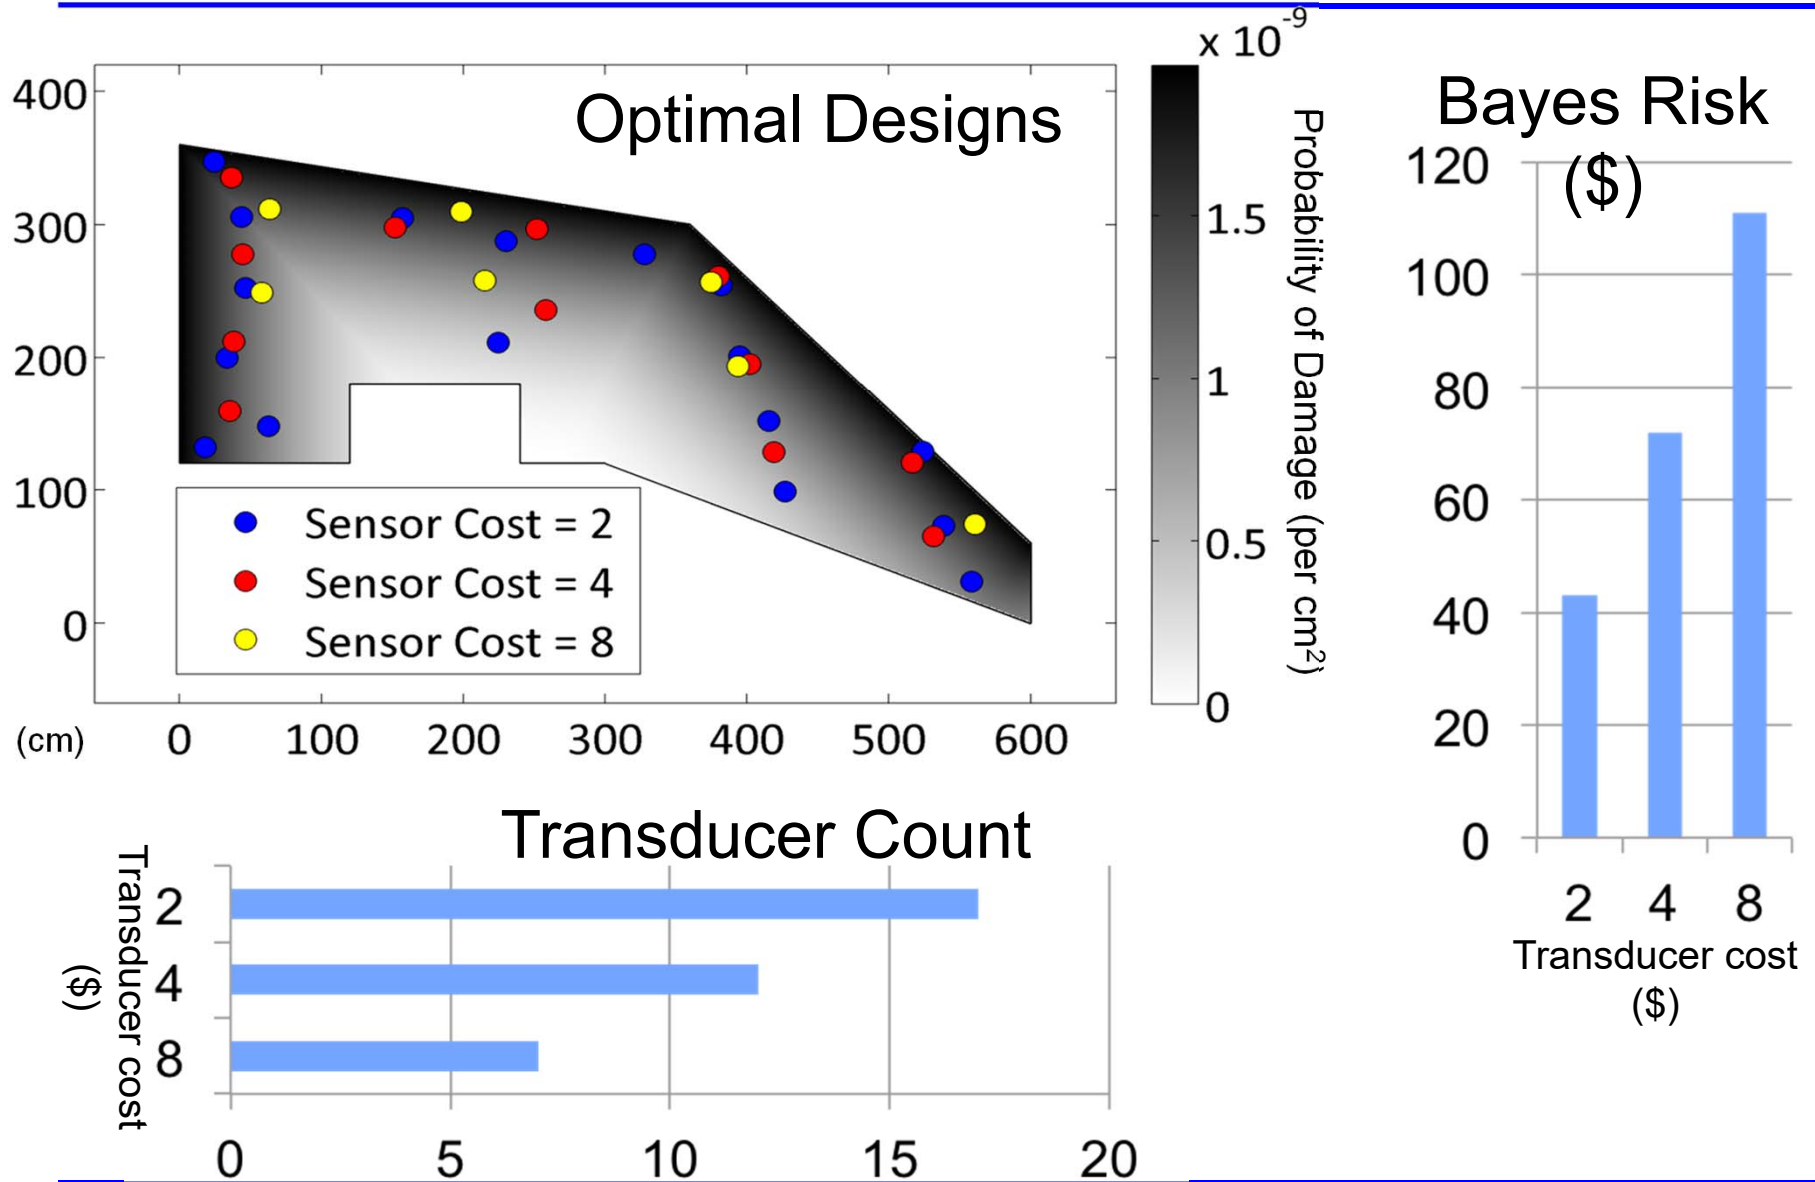 Optimal Designs
400
300
200
100
0
(cm)
0 100 200 300 400 500 600
Sensor Cost = 2
Sensor Cost = 4
Sensor Cost = 8
x 10-9
1.5
1
0.5
0
Probability of Damage (per cm²)
Bayes Risk
($)
120
100
80
60
40
20
0
2 4 8
Transducer cost
($)
Transducer Count
Transducer cost
($)
2
4
8
0 5 10 15 20